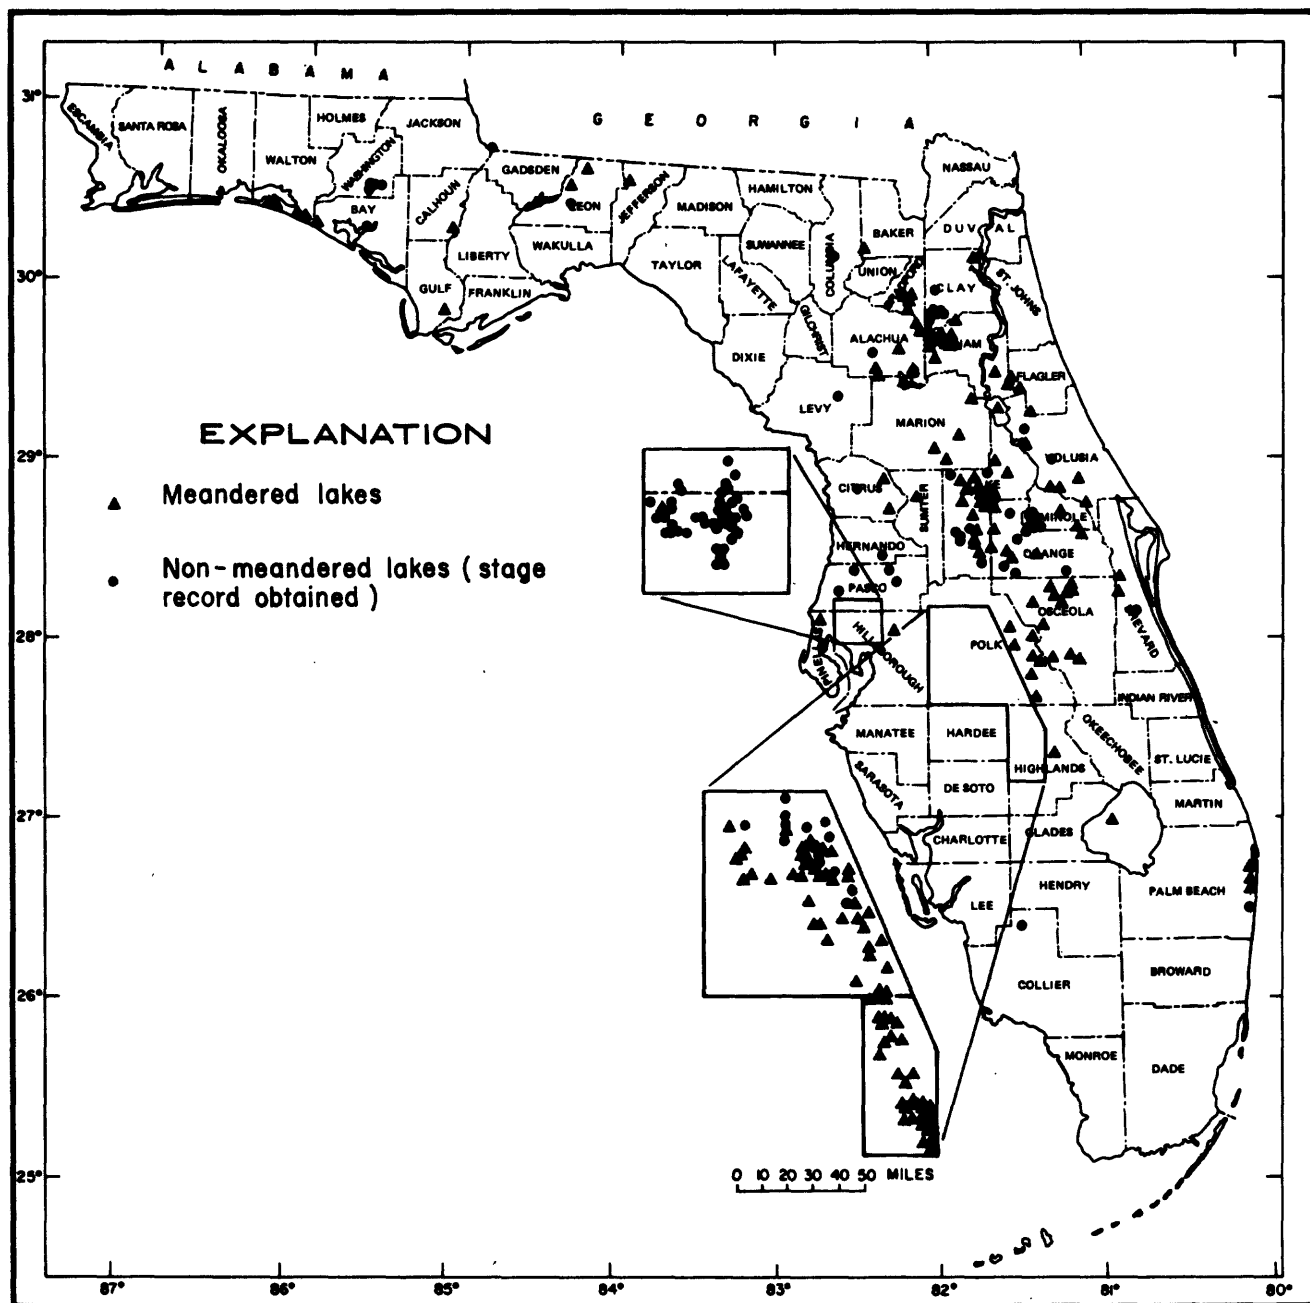 ALABAMA
GEORGIA
31°
30°
29°
28°
27°
26°
25°
ESCAMBIA
SANTA ROSA
OKALOOSA
WALTON
HOLMES
WASHINGTON
JACKSON
BAY
CALHOUN
GULF
LIBERTY
FRANKLIN
GADSDEN
LEON
WAKULLA
JEFFERSON
MADISON
TAYLOR
HAMILTON
SUWANNEE
LAFAYETTE
COLUMBIA
DIXIE
GILCHRIST
BAKER
UNION
BRADFORD
NASSAU
DUVAL
CLAY
ST. JOHNS
ALACHUA
NAM
FLAGLER
LEVY
MARION
VOLUSIA
CITRUS
SUMTER
HERNANDO
PASCO
MINOLE
ORANGE
OSCEOLA
BREVARD
PINELLAS
HILLSBOROUGH
POLK
INDIAN RIVER
MANATEE
HARDEE
HIGHLANDS
OKEECHOBEE
ST. LUCIE
SARASOTA
DE SOTO
MARTIN
CHARLOTTE
GLADES
LEE
HENDRY
PALM BEACH
COLLIER
BROWARD
MONROE
DADE
EXPLANATION
Meandered lakes
Non-meandered lakes (stage
record obtained)
0 10 20 30 40 50 MILES
87° 86° 85° 84° 83° 82° 81° 80°